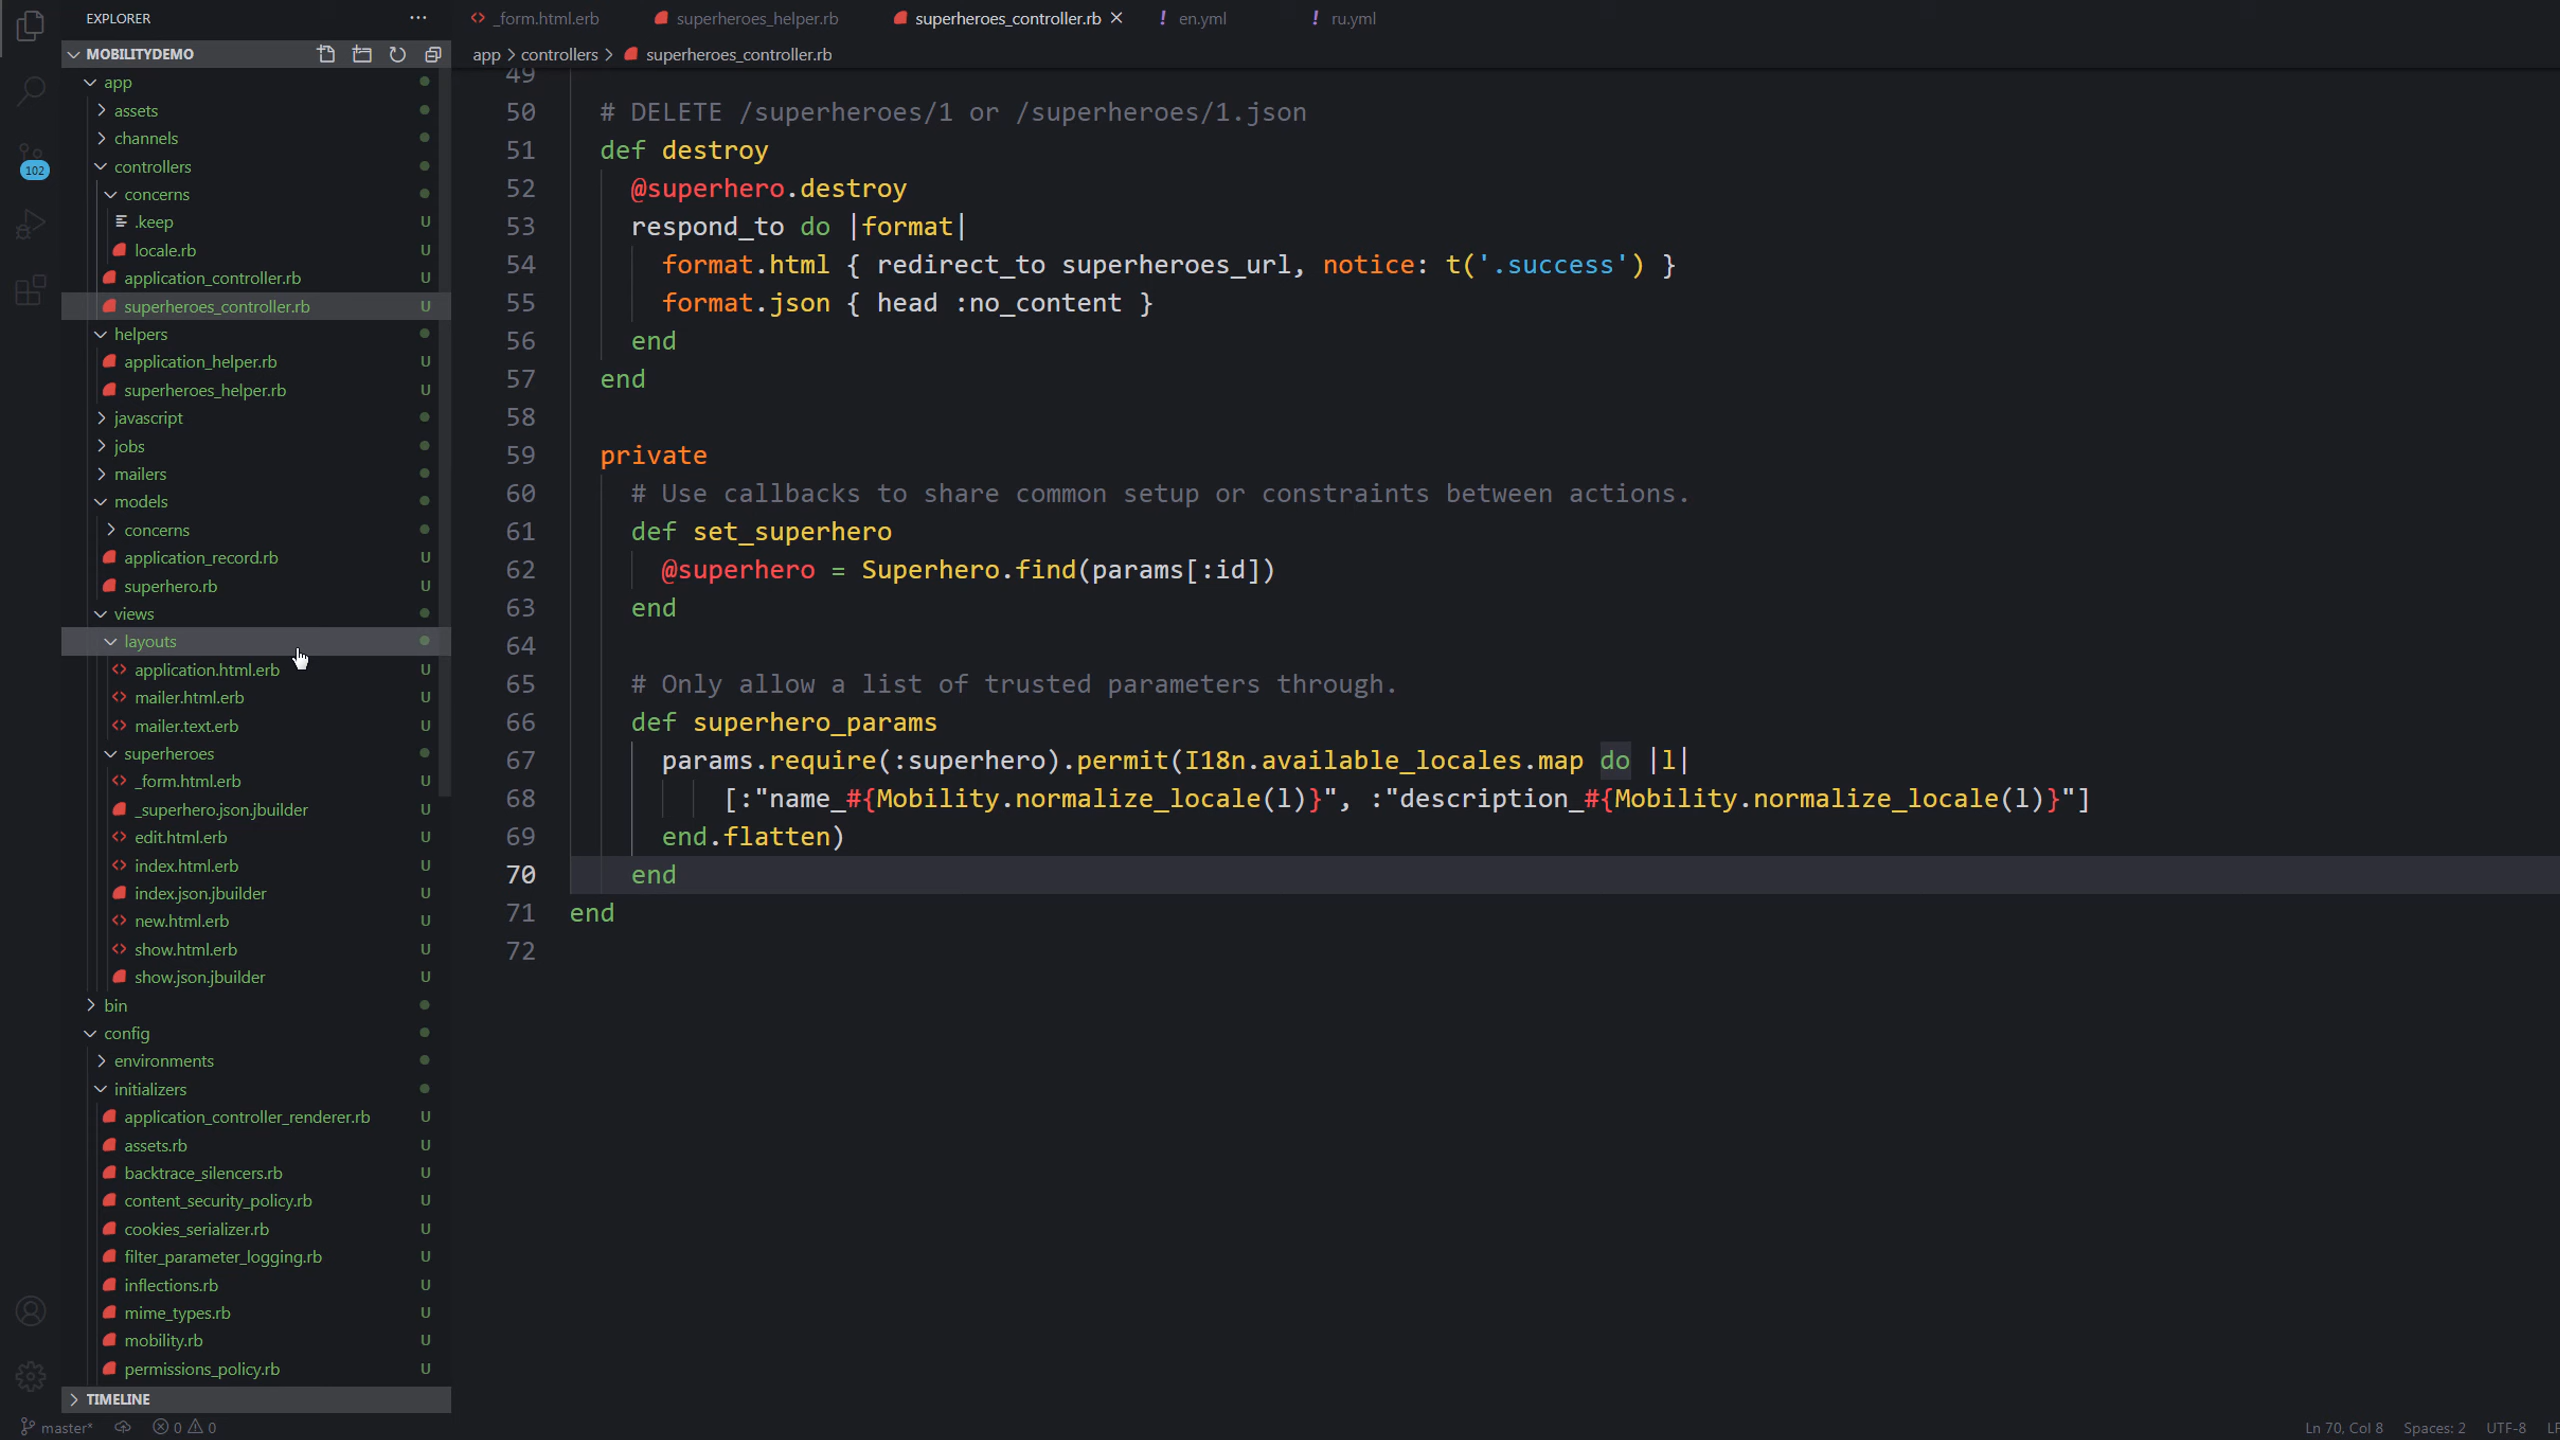 EXPLORER ···
MOBILITYDEMO
app
assets
channels
controllers
concerns
.keep U
locale.rb U
application_controller.rb U
superheroes_controller.rb U
helpers
application_helper.rb U
superheroes_helper.rb U
javascript
jobs
mailers
models
concerns
application_record.rb U
superhero.rb U
views
layouts
application.html.erb U
mailer.html.erb U
mailer.text.erb U
superheroes
_form.html.erb U
_superhero.json.jbuilder U
edit.html.erb U
index.html.erb U
index.json.jbuilder U
new.html.erb U
show.html.erb U
show.json.jbuilder U
bin
config
environments
initializers
application_controller_renderer.rb U
assets.rb U
backtrace_silencers.rb U
content_security_policy.rb U
cookies_serializer.rb U
filter_parameter_logging.rb U
inflections.rb U
mime_types.rb U
mobility.rb U
permissions_policy.rb U
TIMELINE
102
_form.html.erb superheroes_helper.rb superheroes_controller.rb ! en.yml ! ru.yml
app > controllers > superheroes_controller.rb
49
50 # DELETE /superheroes/1 or /superheroes/1.json
51 def destroy
52 @superhero.destroy
53 respond_to do |format|
54 format.html { redirect_to superheroes_url, notice: t('.success') }
55 format.json { head :no_content }
56 end
57 end
58
59 private
60 # Use callbacks to share common setup or constraints between actions.
61 def set_superhero
62 @superhero = Superhero.find(params[:id])
63 end
64
65 # Only allow a list of trusted parameters through.
66 def superhero_params
67 params.require(:superhero).permit(I18n.available_locales.map do |l|
68 [:"name_#{Mobility.normalize_locale(l)}", :"description_#{Mobility.normalize_locale(l)}"]
69 end.flatten)
70 end
71 end
72
master* 0 0 Ln 70, Col 8 Spaces: 2 UTF-8